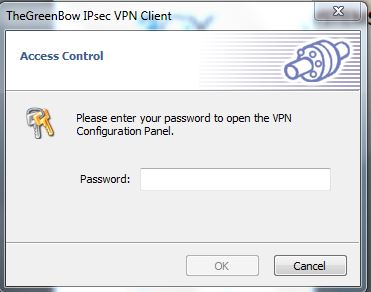 TheGreenBow IPsec VPN Client
Access Control
Please enter your password to open the VPN
Configuration Panel.
Password:
OK
Cancel